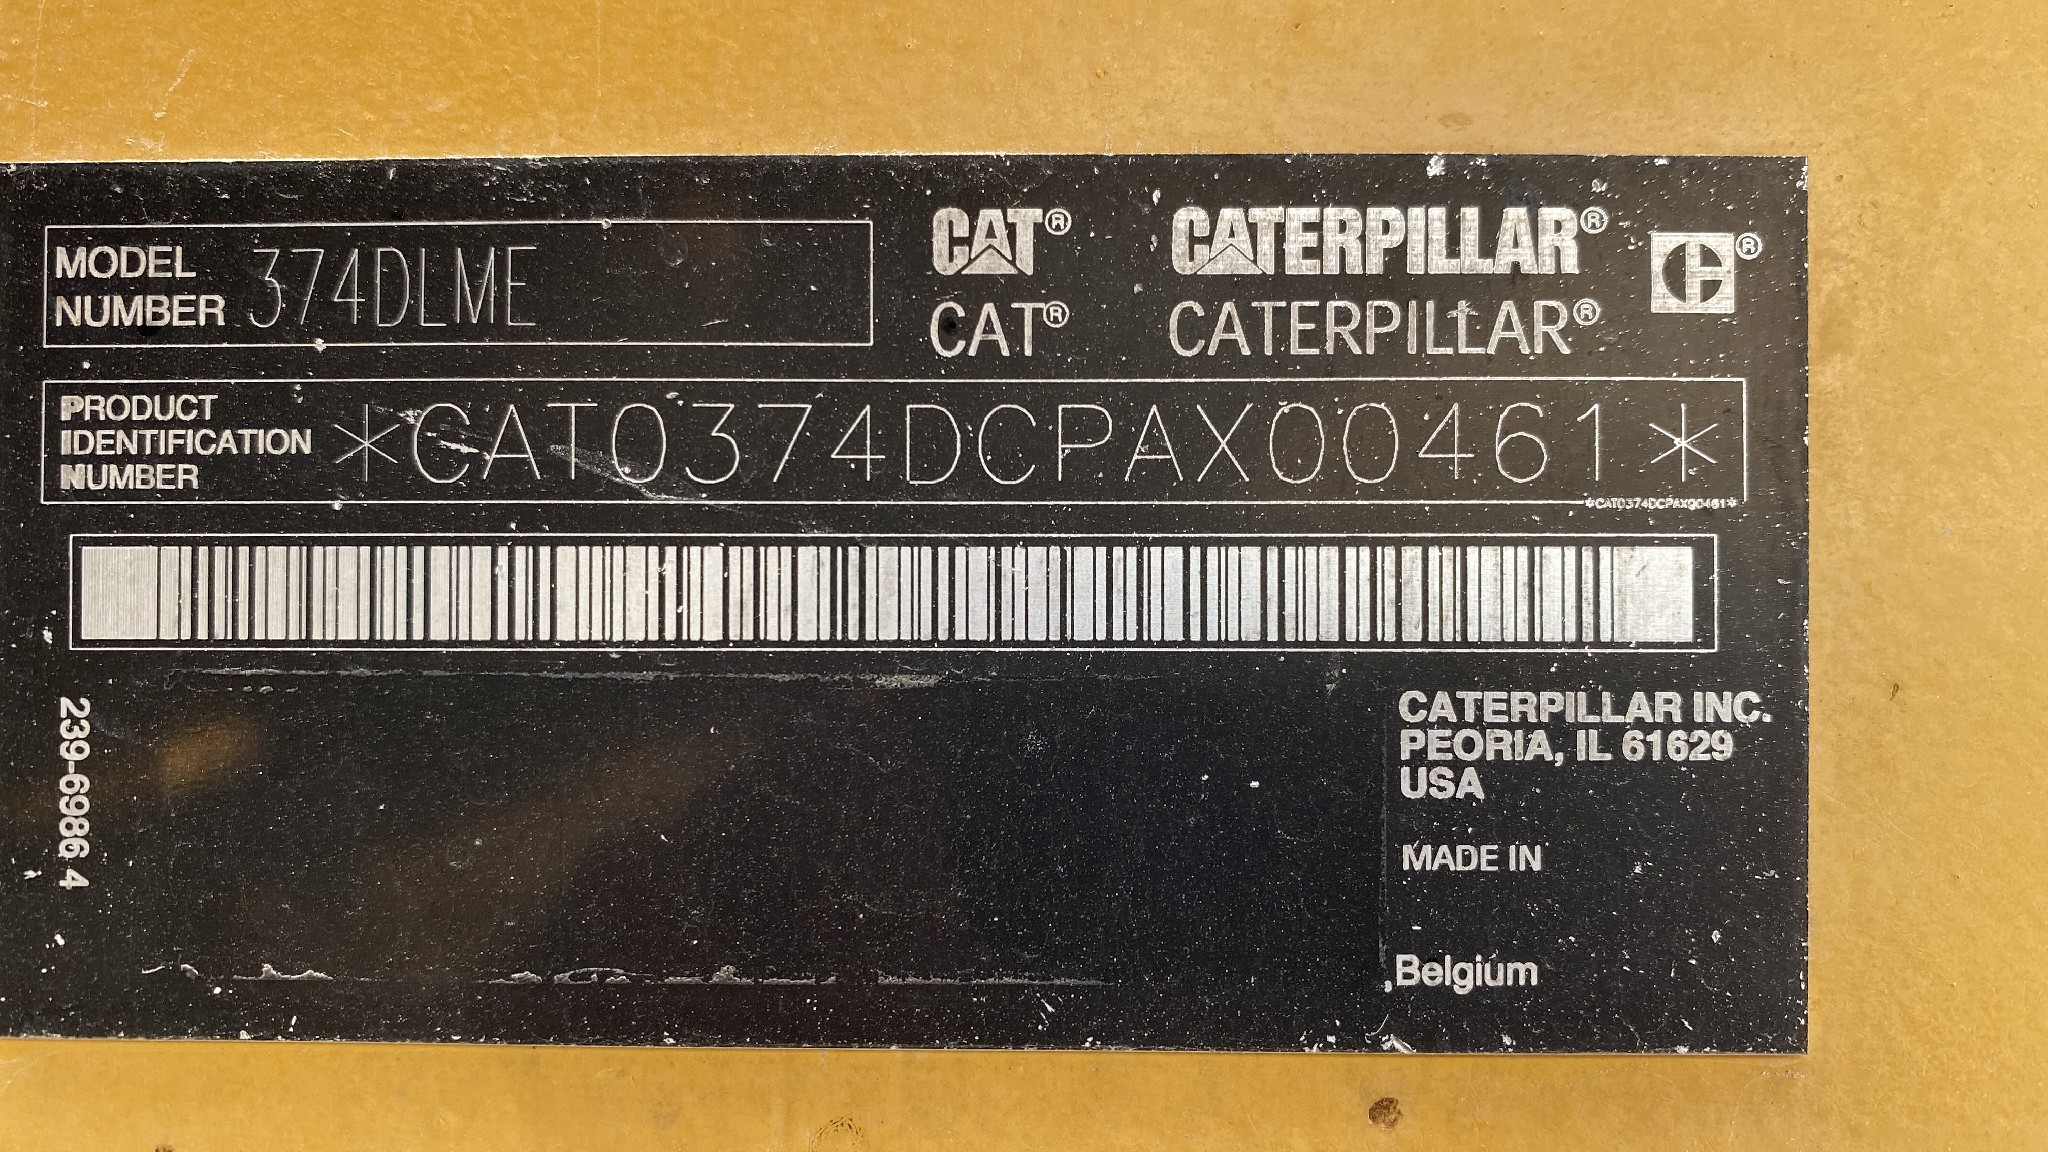 MODEL NUMBER 374DLME
CAT® CATERPILLAR® ®
CAT® CATERPILLAR®
PRODUCT IDENTIFICATION NUMBER *CAT0374DCPAX00461*
*CAT0374DCPAX00461*
239-6986 4
CATERPILLAR INC.
PEORIA, IL 61629
USA
MADE IN
Belgium